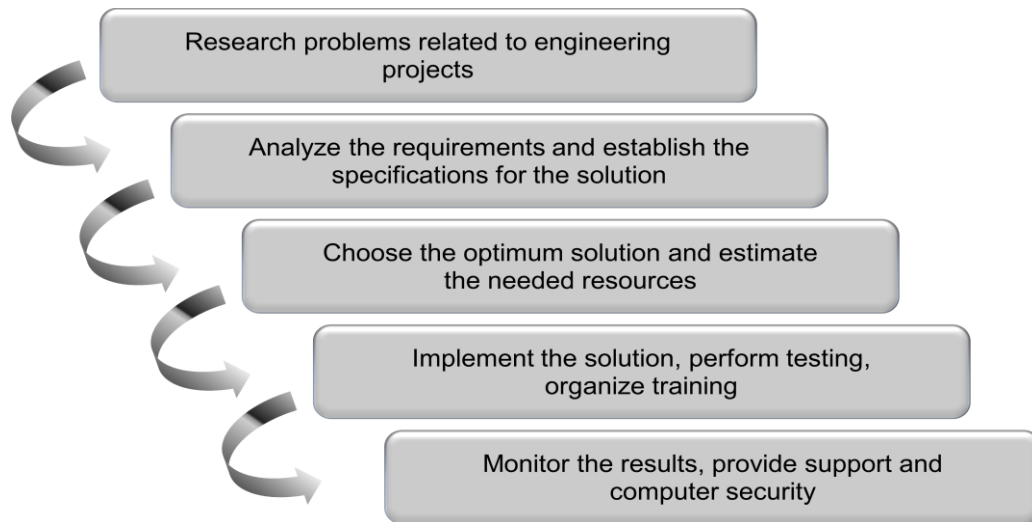 Research problems related to engineering
projects
Analyze the requirements and establish the
specifications for the solution
Choose the optimum solution and estimate
the needed resources
Implement the solution, perform testing,
organize training
Monitor the results, provide support and
computer security